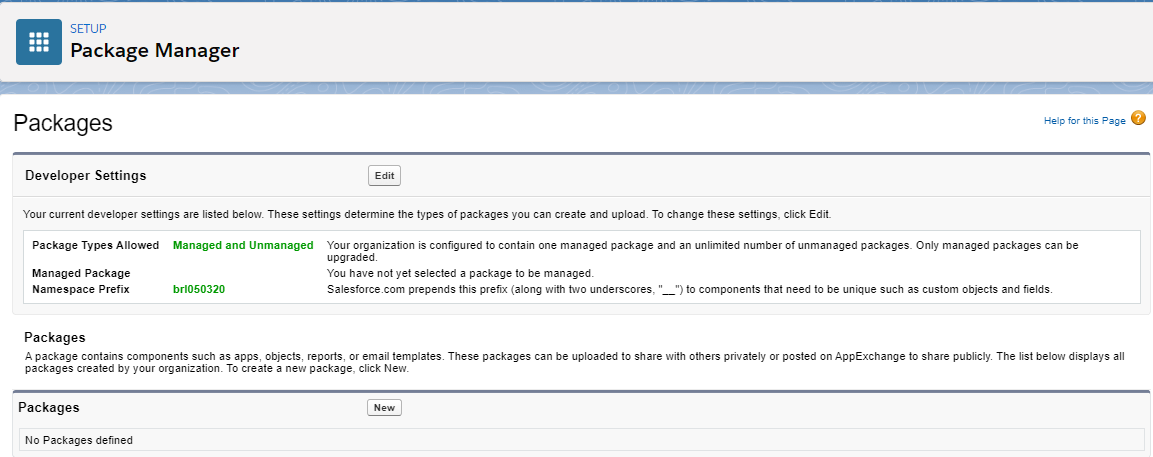 SETUP
Package Manager
Packages
Help for this Page ?
Developer Settings
Edit
Your current developer settings are listed below. These settings determine the types of packages you can create and upload. To change these settings, click Edit.
Package Types Allowed Managed and Unmanaged Your organization is configured to contain one managed package and an unlimited number of unmanaged packages. Only managed packages can be
upgraded.
Managed Package You have not yet selected a package to be managed.
Namespace Prefix brl050320 Salesforce.com prepends this prefix (along with two underscores, "__") to components that need to be unique such as custom objects and fields.
Packages
A package contains components such as apps, objects, reports, or email templates. These packages can be uploaded to share with others privately or posted on AppExchange to share publicly. The list below displays all
packages created by your organization. To create a new package, click New.
Packages
New
No Packages defined